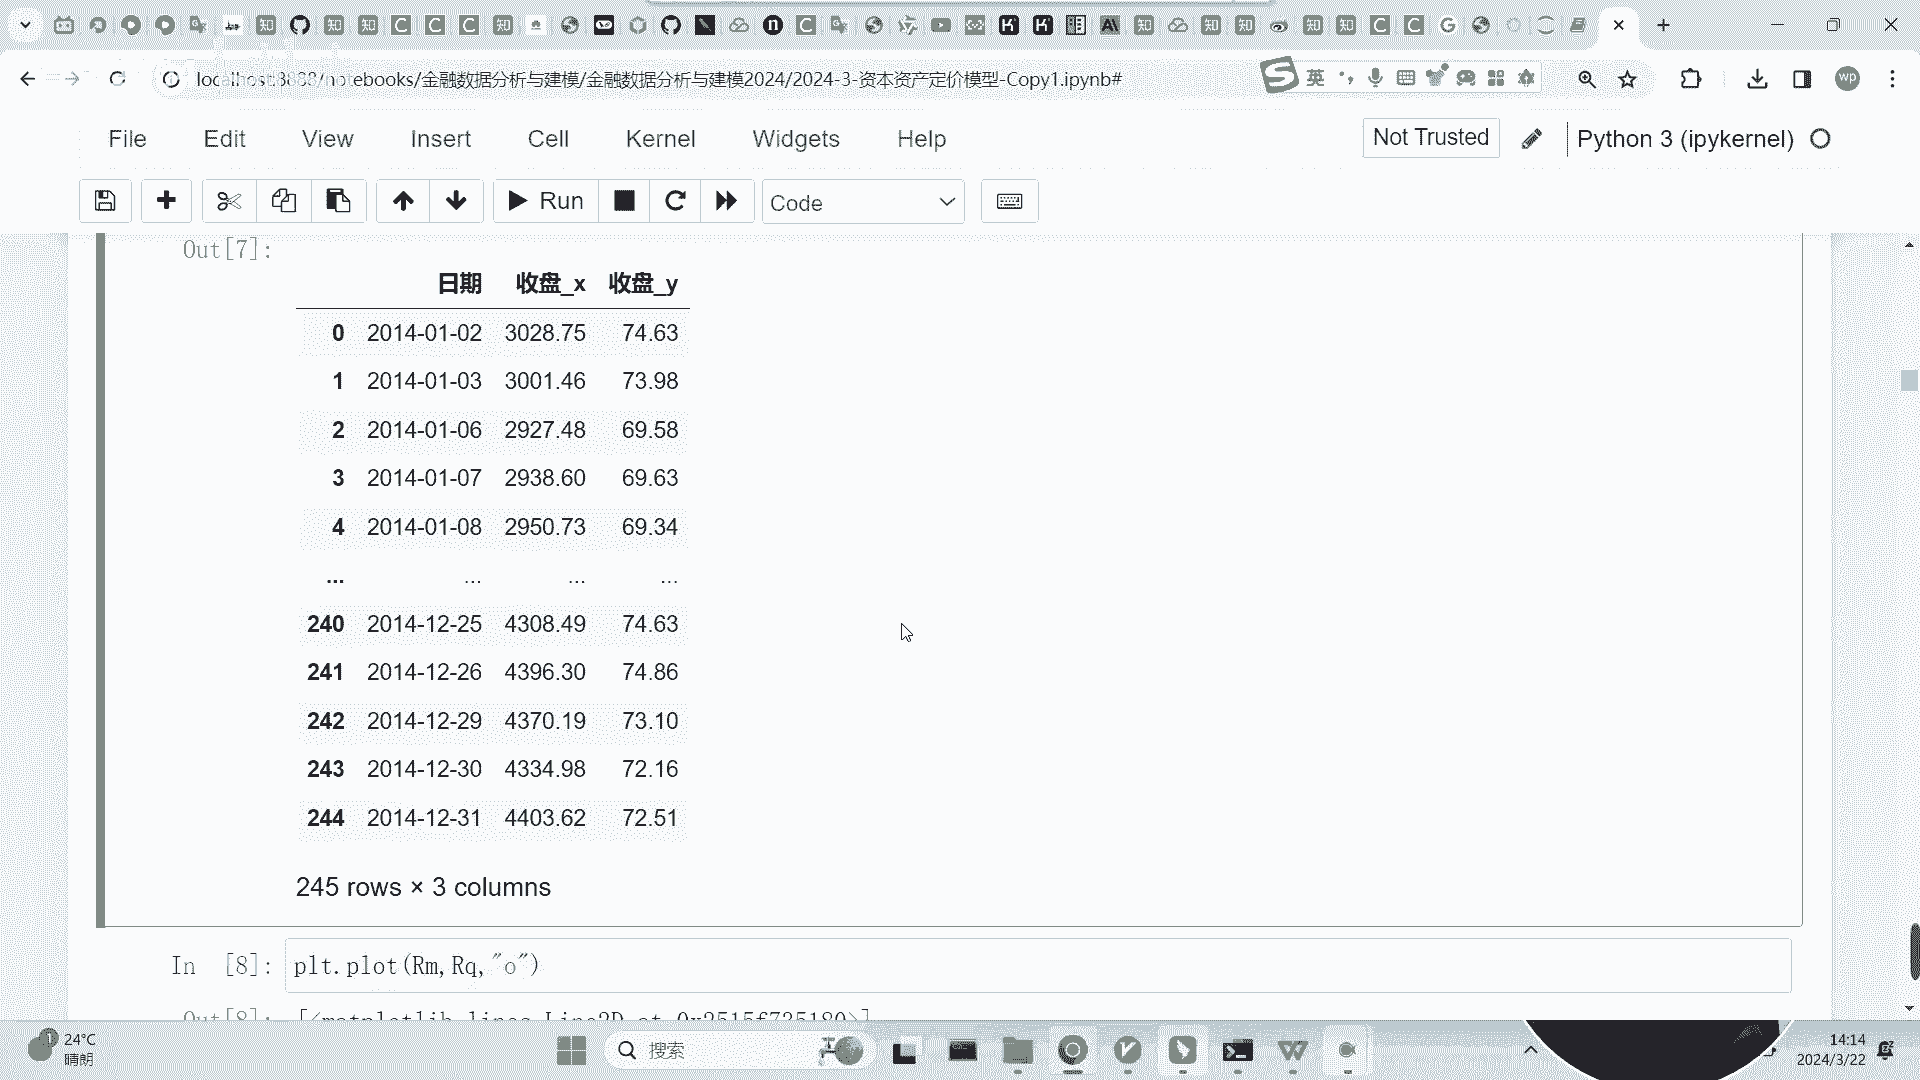 localhost:8888/notebooks/金融数据分析与建模/金融数据分析与建模2024/2024-3-资本资产定价模型-Copy1.ipynb#
英
wp
File Edit View Insert Cell Kernel Widgets Help
Not Trusted
Python 3 (ipykernel)
Run
Code
Out[7]:
日期 收盘_x 收盘_y
0 2014-01-02 3028.75 74.63
1 2014-01-03 3001.46 73.98
2 2014-01-06 2927.48 69.58
3 2014-01-07 2938.60 69.63
4 2014-01-08 2950.73 69.34
... ... ... ...
240 2014-12-25 4308.49 74.63
241 2014-12-26 4396.30 74.86
242 2014-12-29 4370.19 73.10
243 2014-12-30 4334.98 72.16
244 2014-12-31 4403.62 72.51
245 rows × 3 columns
In [8]: plt.plot(Rm,Rq,"o")
Out[8]: [<matplotlib.lines.Line2D at 0x2515f735180>]
24°C
晴朗
搜索
14:14
2024/3/22